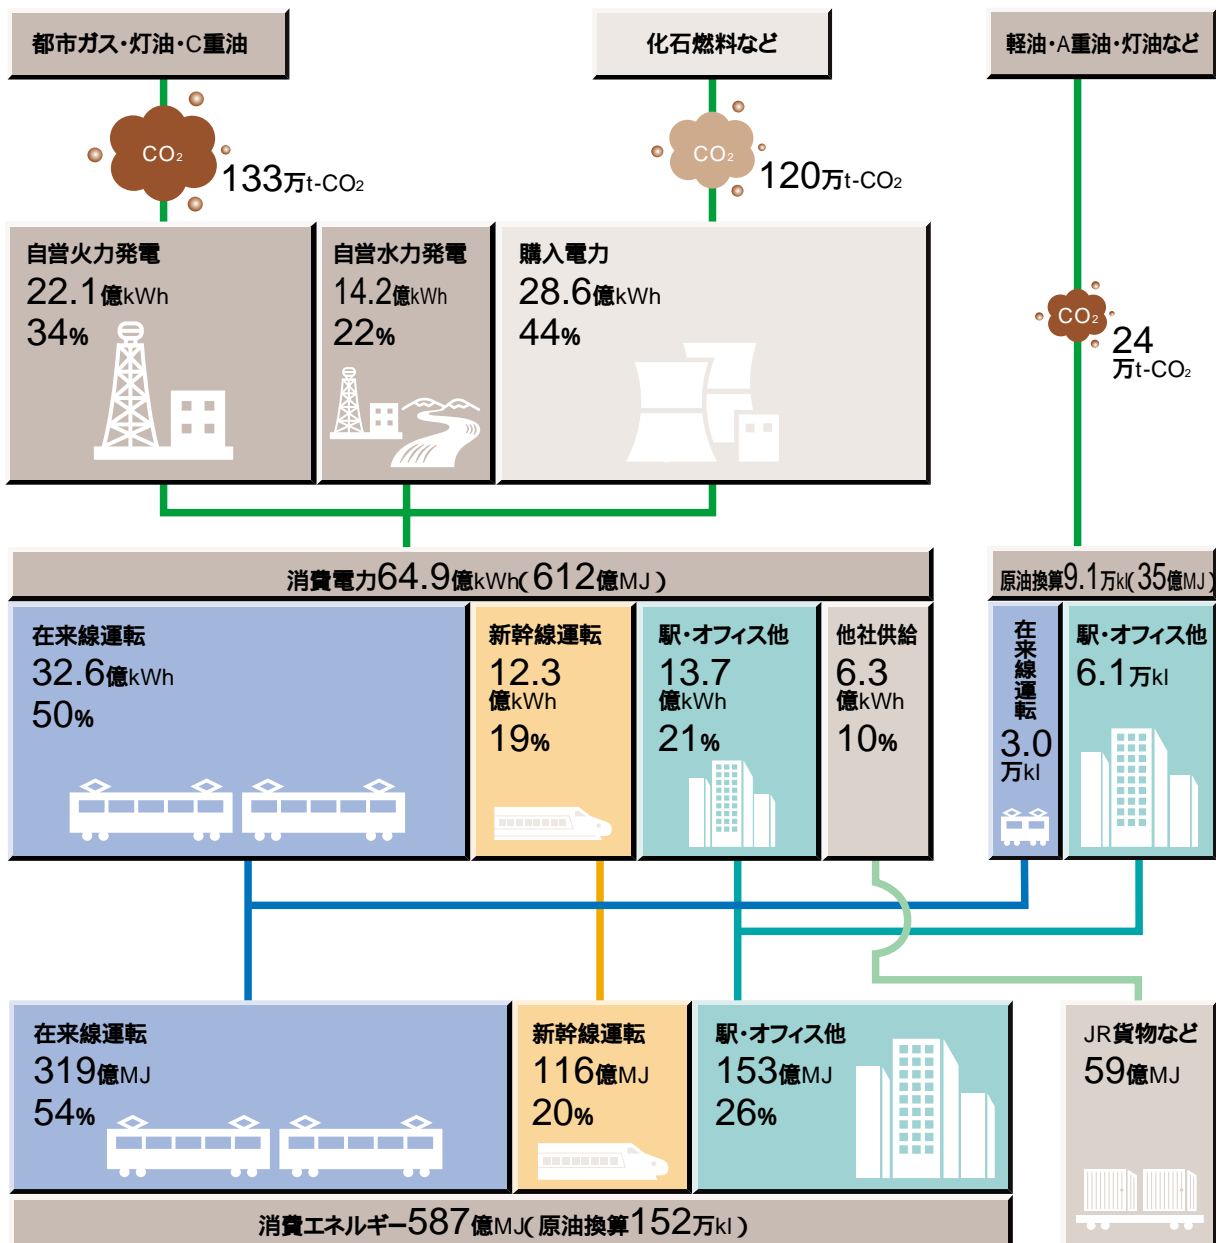 都市ガス・灯油・C重油
化石燃料など
軽油・A重油・灯油など
CO2
133万t-CO2
CO2
120万t-CO2
自営火力発電
22.1億kWh
34%
自営水力発電
14.2億kWh
22%
購入電力
28.6億kWh
44%
CO2
24
万t-CO2
消費電力64.9億kWh(612億MJ)
原油換算9.1万kl(35億MJ)
在来線運転
32.6億kWh
50%
新幹線運転
12.3
億kWh
19%
駅・オフィス他
13.7
億kWh
21%
他社供給
6.3
億kWh
10%
在来線運転
3.0
万kl
駅・オフィス他
6.1万kl
在来線運転
319億MJ
54%
新幹線運転
116億MJ
20%
駅・オフィス他
153億MJ
26%
JR貨物など
59億MJ
消費エネルギー587億MJ(原油換算152万kl)